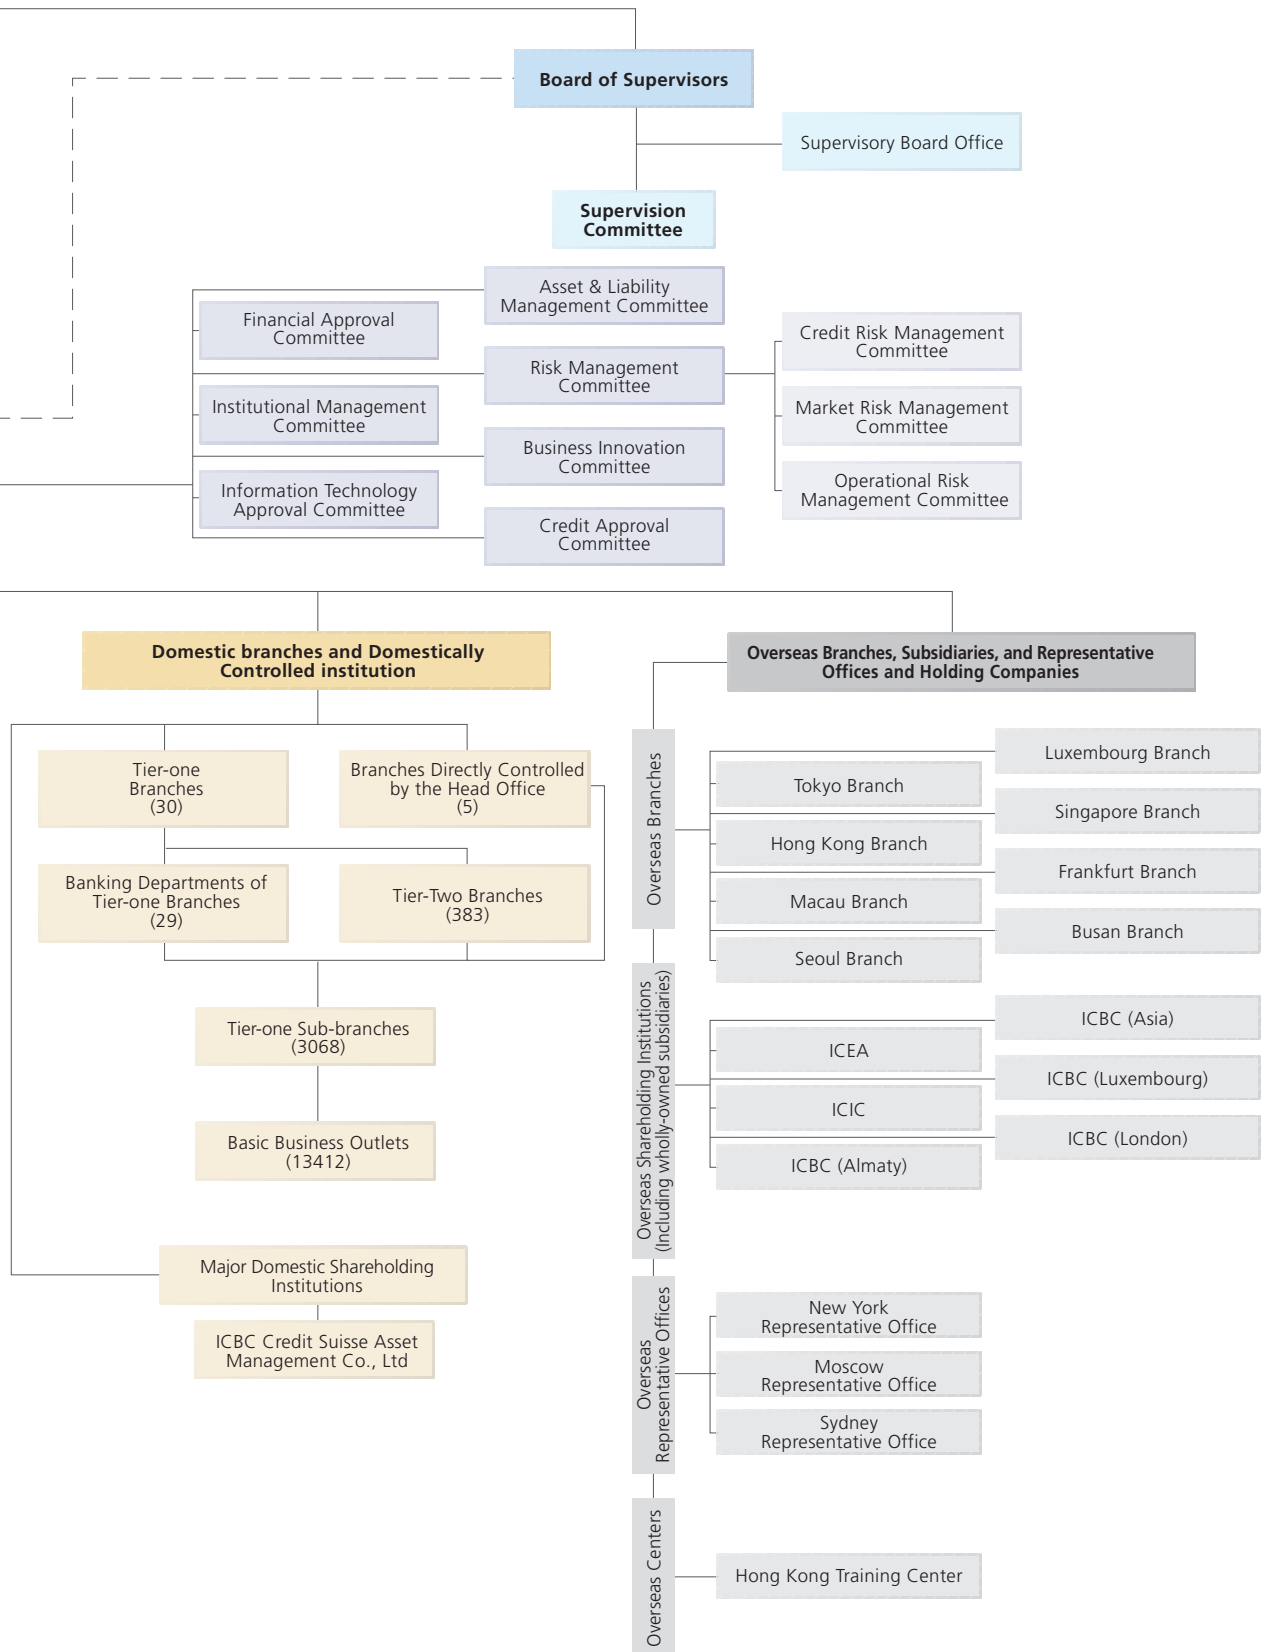 Board of Supervisors
Supervisory Board Office
Supervision
Committee
Asset & Liability
Management Committee
Financial Approval
Committee
Credit Risk Management
Committee
Risk Management
Committee
Institutional Management
Committee
Market Risk Management
Committee
Business Innovation
Committee
Operational Risk
Management Committee
Information Technology
Approval Committee
Credit Approval
Committee
Domestic branches and Domestically
Controlled institution
Tier-one
Branches
(30)
Branches Directly Controlled
by the Head Office
(5)
Banking Departments of
Tier-one Branches
(29)
Tier-Two Branches
(383)
Tier-one Sub-branches
(3068)
Basic Business Outlets
(13412)
Major Domestic Shareholding
Institutions
ICBC Credit Suisse Asset
Management Co., Ltd
Overseas Branches, Subsidiaries, and Representative
Offices and Holding Companies
Overseas Branches
Luxembourg Branch
Tokyo Branch
Singapore Branch
Hong Kong Branch
Frankfurt Branch
Macau Branch
Busan Branch
Seoul Branch
Overseas Shareholding Institutions
(Including wholly-owned subsidiaries)
ICBC (Asia)
ICEA
ICBC (Luxembourg)
ICIC
ICBC (London)
ICBC (Almaty)
Overseas
Representative Offices
New York
Representative Office
Moscow
Representative Office
Sydney
Representative Office
Overseas Centers
Hong Kong Training Center